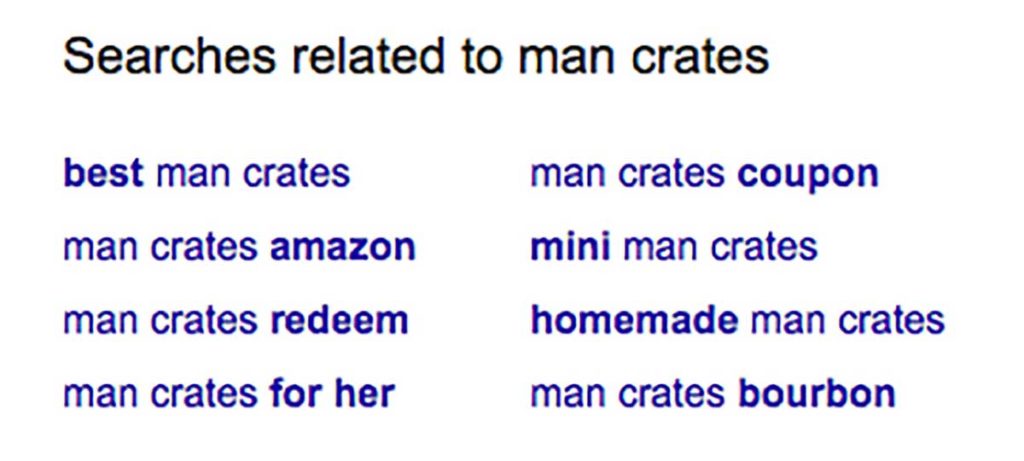 Searches related to man crates
best man crates
man crates coupon
man crates amazon
mini man crates
man crates redeem
homemade man crates
man crates for her
man crates bourbon